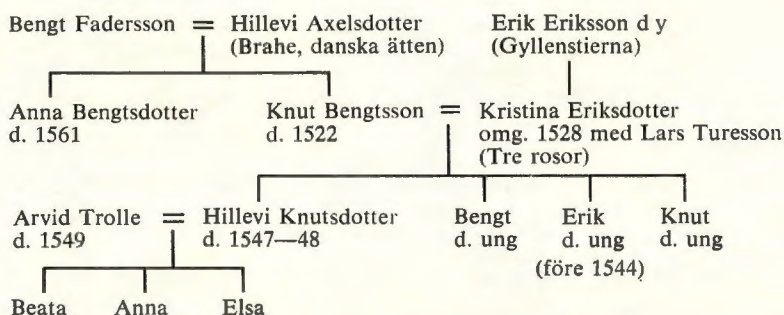 Bengt Fadersson = Hillevi Axelsdotter Erik Eriksson d y
(Brahe, danska ätten) (Gyllenstierna)
Anna Bengtsdotter Knut Bengtsson = Kristina Eriksdotter
d. 1561 d. 1522 omg. 1528 med Lars Turesson
(Tre rosor)
Arvid Trolle = Hillevi Knutsdotter Bengt Erik Knut
d. 1549 d. 1547—48 d. ung d. ung d. ung
(före 1544)
Beata Anna Elsa